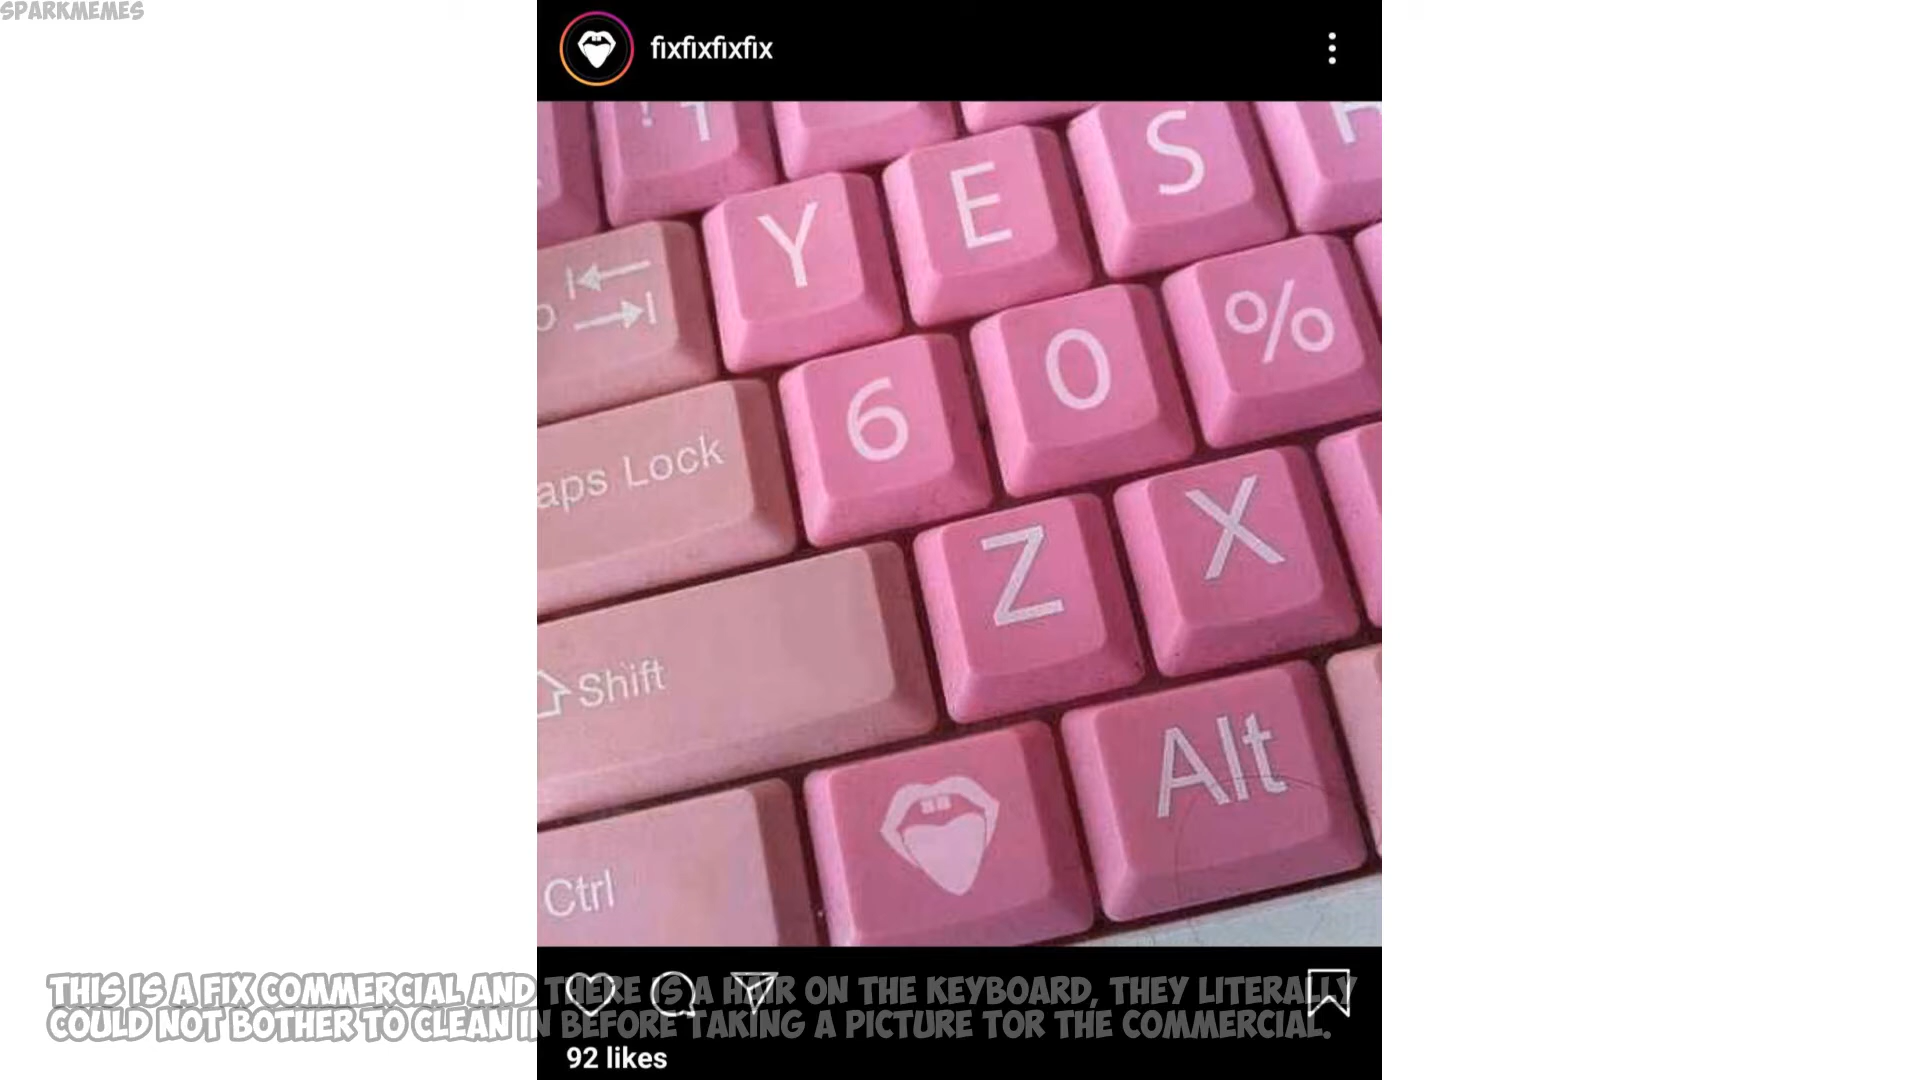 SPARKMEMES
fixfixfixfix
! 1
Y E S
6 0 %
aps Lock
Z X
Shift
Alt
Ctrl
THIS IS A FIX COMMERCIAL AND THERE IS A HAIR ON THE KEYBOARD, THEY LITERALLY
COULD NOT BOTHER TO CLEAN IN BEFORE TAKING A PICTURE TOR THE COMMERCIAL.
92 likes